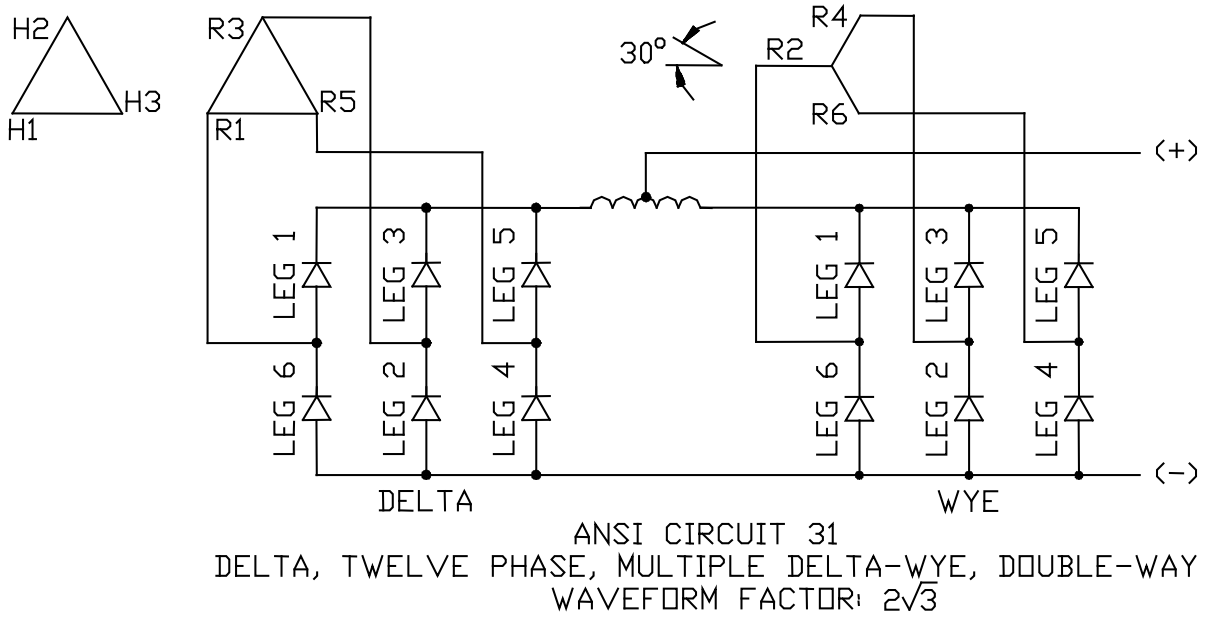 H2
H1
H3
R3
R1
R5
30°
R2
R4
R6
(+)
LEG 1
LEG 3
LEG 5
LEG 1
LEG 3
LEG 5
LEG 6
LEG 2
LEG 4
LEG 6
LEG 2
LEG 4
(-)
DELTA
WYE
ANSI CIRCUIT 31
DELTA, TWELVE PHASE, MULTIPLE DELTA-WYE, DOUBLE-WAY
WAVEFORM FACTOR: 2√3